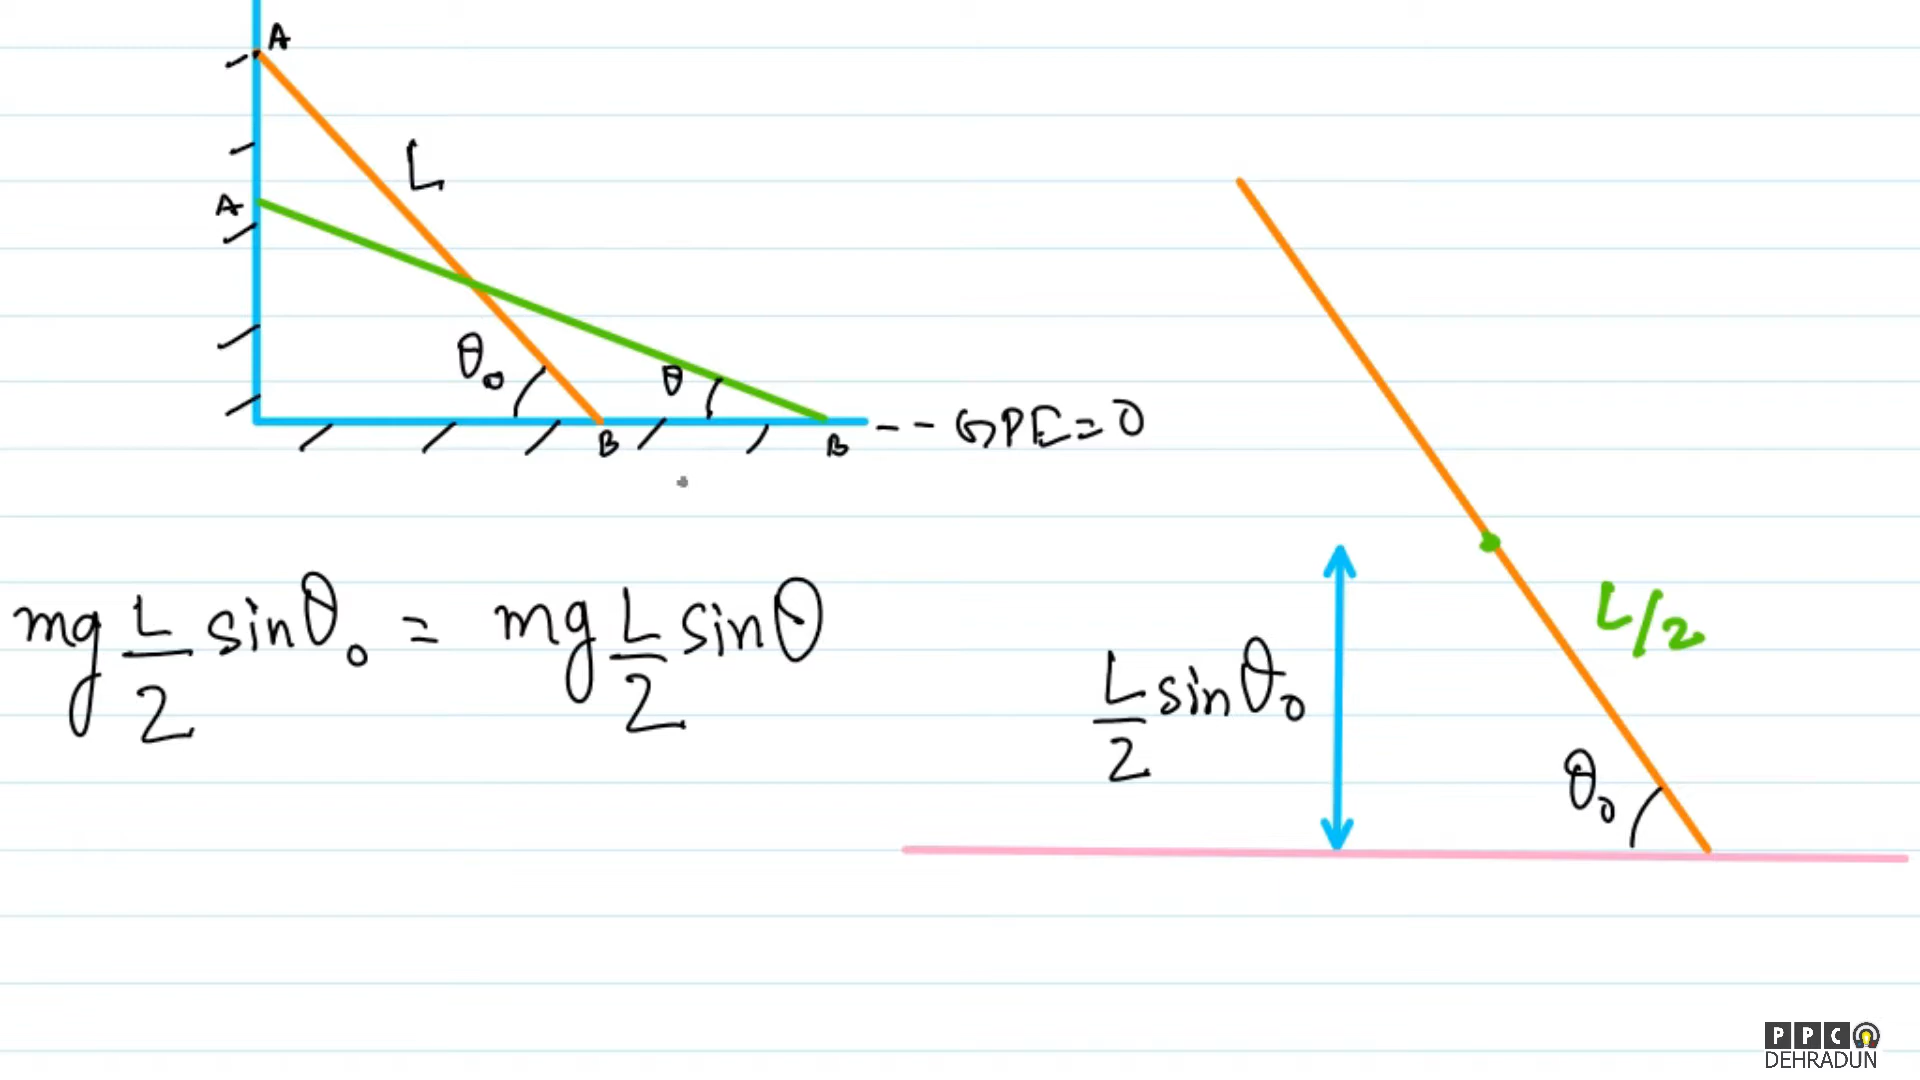 A
L
A
θ₀
θ
B
B
-- GPE=0
mg L/2 sinθ₀ = mg L/2 sinθ
L/2
L/2 sinθ₀
θ₀
PPC
DEHRADUN